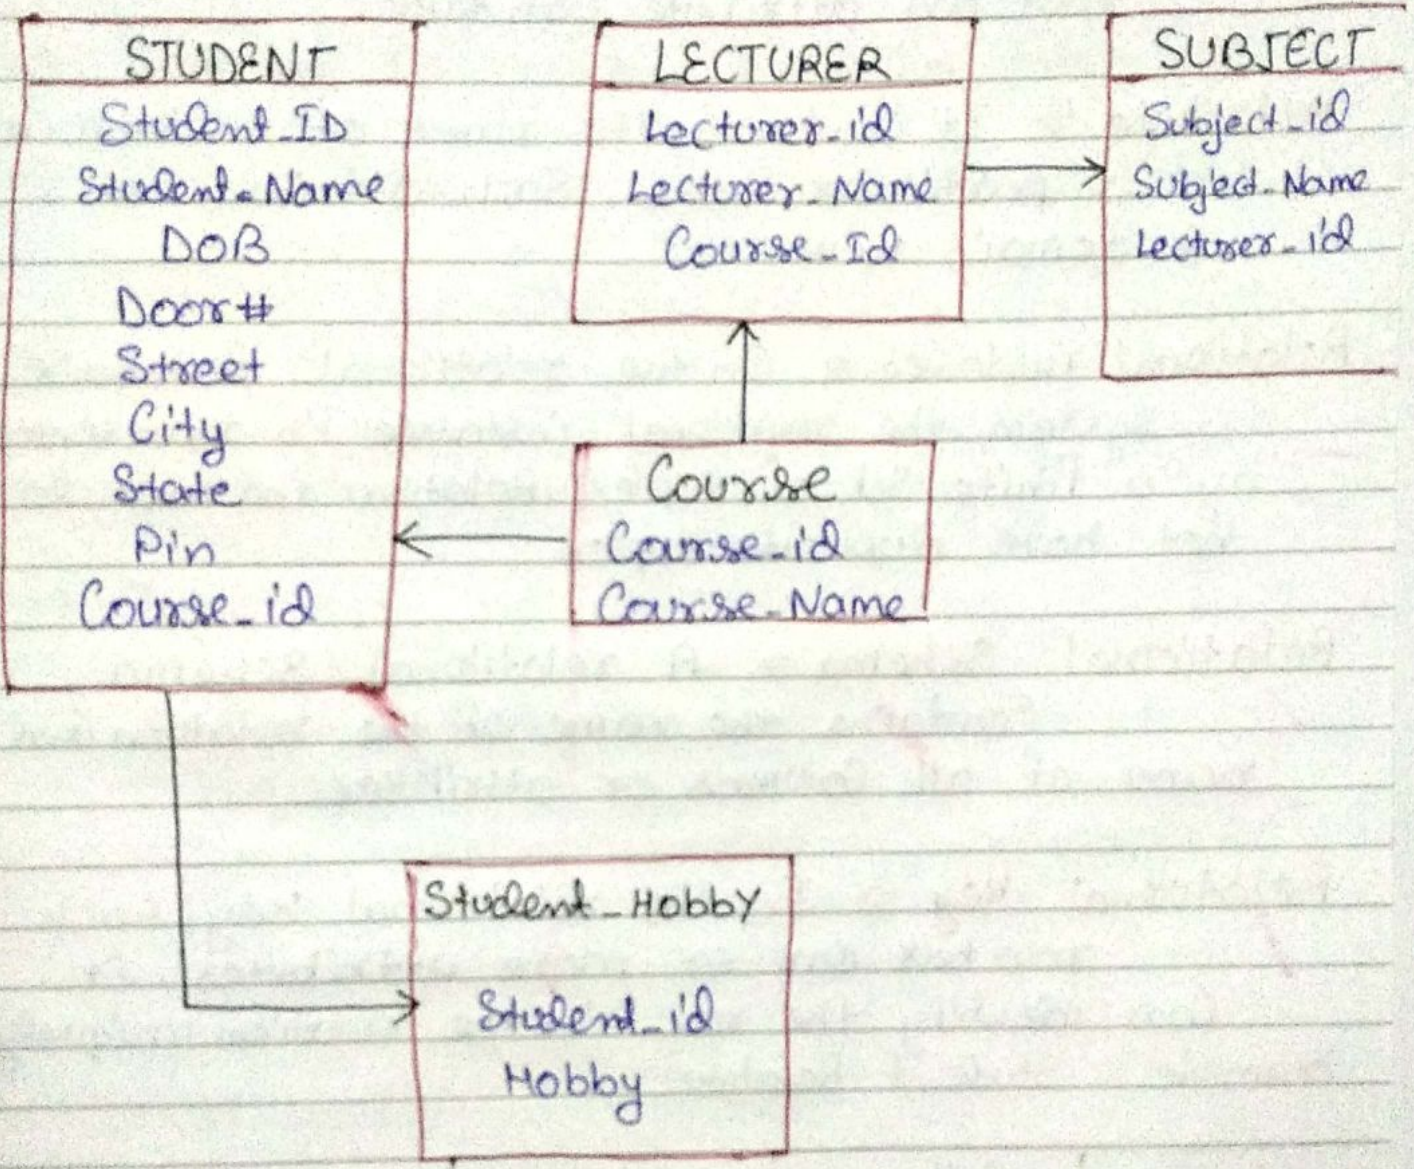 STUDENT
Student_ID
Student_Name
DOB
Door#
Street
City
State
Pin
Course_id
LECTURER
Lecturer_id
Lecturer_Name
Course_Id
SUBJECT
Subject_id
Subject_Name
Lecturer_id
Course
Course_id
Course_Name
Student_Hobby
Student_id
Hobby